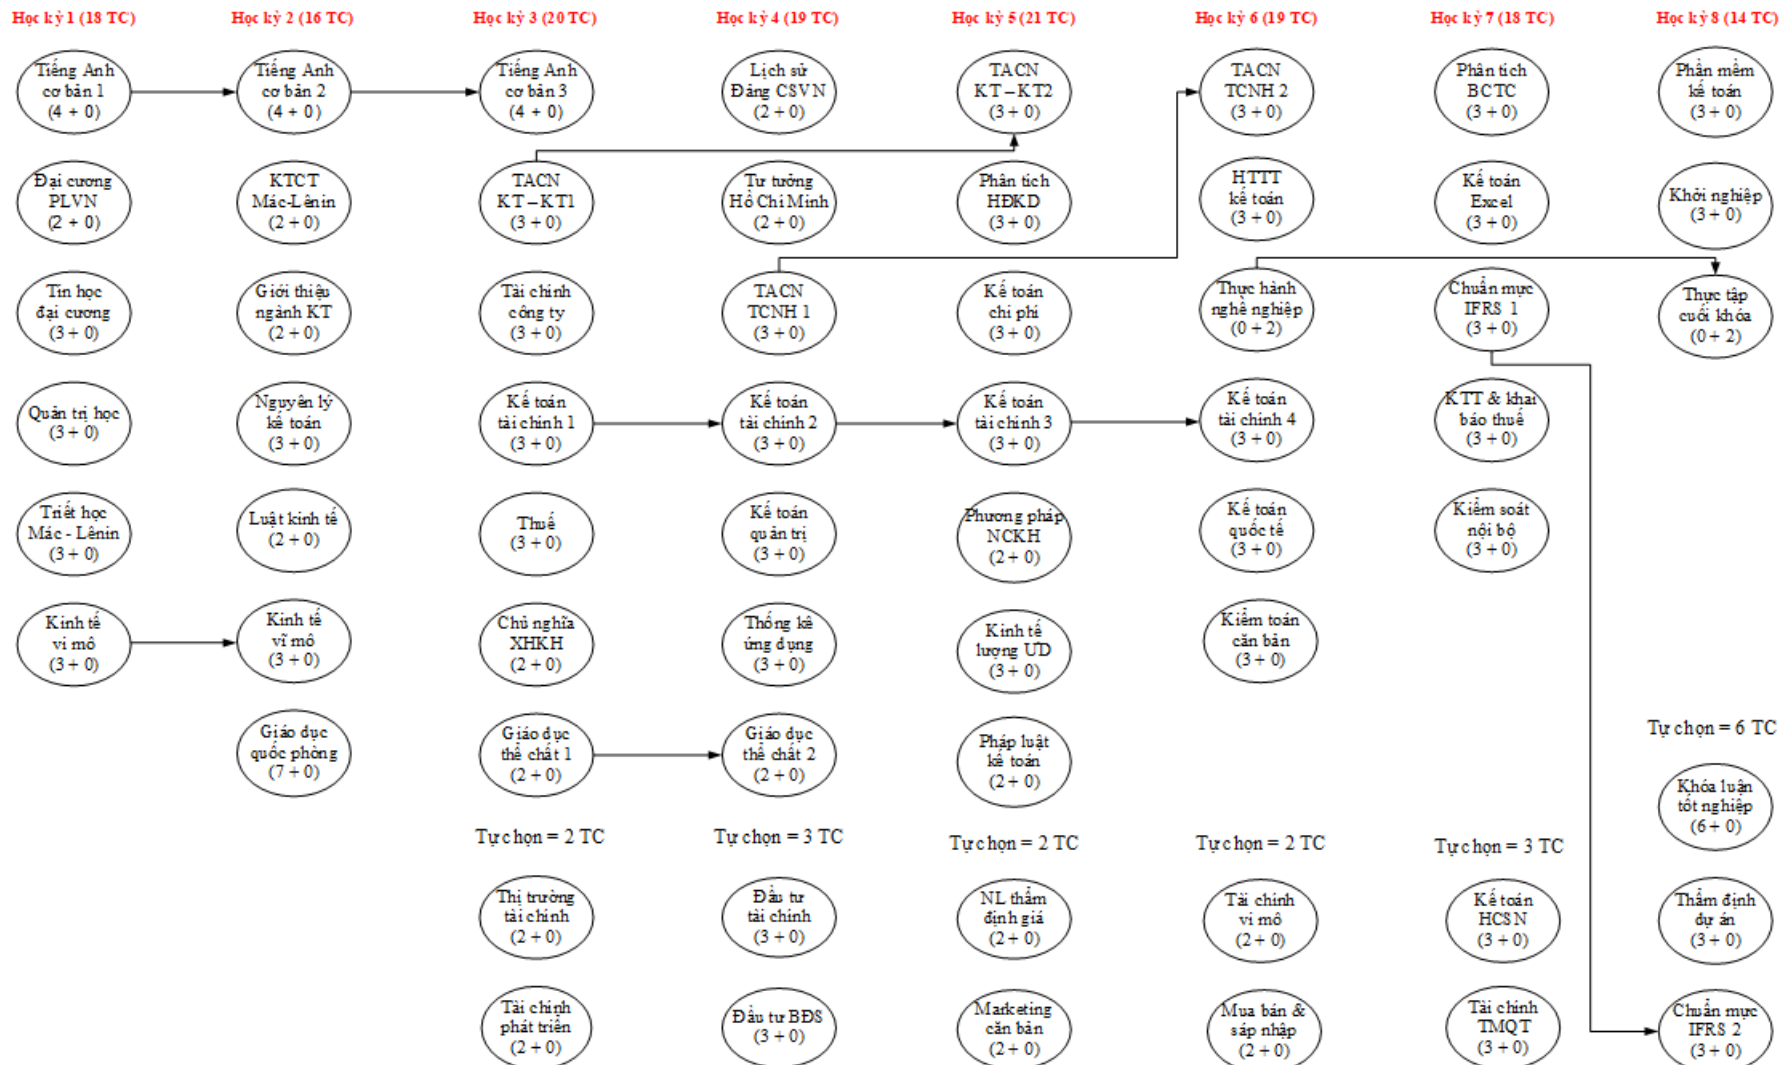 Học kỳ 1 (18 TC)
Tiếng Anh
cơ bản 1
(4 + 0)
Đại cương
PLVN
(2 + 0)
Tin học
đại cương
(3 + 0)
Quản trị học
(3 + 0)
Triết học
Mác - Lênin
(3 + 0)
Kinh tế
vi mô
(3 + 0)
Học kỳ 2 (16 TC)
Tiếng Anh
cơ bản 2
(4 + 0)
KTCT
Mác-Lênin
(2 + 0)
Giới thiệu
ngành KT
(2 + 0)
Nguyên lý
kế toán
(3 + 0)
Luật kinh tế
(2 + 0)
Kinh tế
vĩ mô
(3 + 0)
Giáo dục
quốc phòng
(7 + 0)
Học kỳ 3 (20 TC)
Tiếng Anh
cơ bản 3
(4 + 0)
TACN
KT – KT1
(3 + 0)
Tài chính
công ty
(3 + 0)
Kế toán
tài chính 1
(3 + 0)
Thuế
(3 + 0)
Chủ nghĩa
XHKH
(2 + 0)
Giáo dục
thể chất 1
(2 + 0)
Tự chọn = 2 TC
Thị trường
tài chính
(2 + 0)
Tài chính
phát triển
(2 + 0)
Học kỳ 4 (19 TC)
Lịch sử
Đảng CSVN
(2 + 0)
Tư tưởng
Hồ Chí Minh
(2 + 0)
TACN
TCNH 1
(3 + 0)
Kế toán
tài chính 2
(3 + 0)
Kế toán
quản trị
(3 + 0)
Thống kê
ứng dụng
(3 + 0)
Giáo dục
thể chất 2
(2 + 0)
Tự chọn = 3 TC
Đầu tư
tài chính
(3 + 0)
Đầu tư BĐS
(3 + 0)
Học kỳ 5 (21 TC)
TACN
KT – KT2
(3 + 0)
Phân tích
HĐKD
(3 + 0)
Kế toán
chi phí
(3 + 0)
Kế toán
tài chính 3
(3 + 0)
Phương pháp
NCKH
(2 + 0)
Kinh tế
lượng UD
(3 + 0)
Pháp luật
kế toán
(2 + 0)
Tự chọn = 2 TC
NL thẩm
định giá
(2 + 0)
Marketing
căn bản
(2 + 0)
Học kỳ 6 (19 TC)
TACN
TCNH 2
(3 + 0)
HTTT
kế toán
(3 + 0)
Thực hành
nghề nghiệp
(0 + 2)
Kế toán
tài chính 4
(3 + 0)
Kế toán
quốc tế
(3 + 0)
Kiểm toán
căn bản
(3 + 0)
Tự chọn = 2 TC
Tài chính
vi mô
(2 + 0)
Mua bán &
sáp nhập
(2 + 0)
Học kỳ 7 (18 TC)
Phân tích
BCTC
(3 + 0)
Kế toán
Excel
(3 + 0)
Chuẩn mực
IFRS 1
(3 + 0)
KTT & khai
báo thuế
(3 + 0)
Kiểm soát
nội bộ
(3 + 0)
Tự chọn = 3 TC
Kế toán
HCSN
(3 + 0)
Tài chính
TMQT
(3 + 0)
Học kỳ 8 (14 TC)
Phần mềm
kế toán
(3 + 0)
Khởi nghiệp
(3 + 0)
Thực tập
cuối khóa
(0 + 2)
Tự chọn = 6 TC
Khóa luận
tốt nghiệp
(6 + 0)
Thẩm định
dự án
(3 + 0)
Chuẩn mực
IFRS 2
(3 + 0)